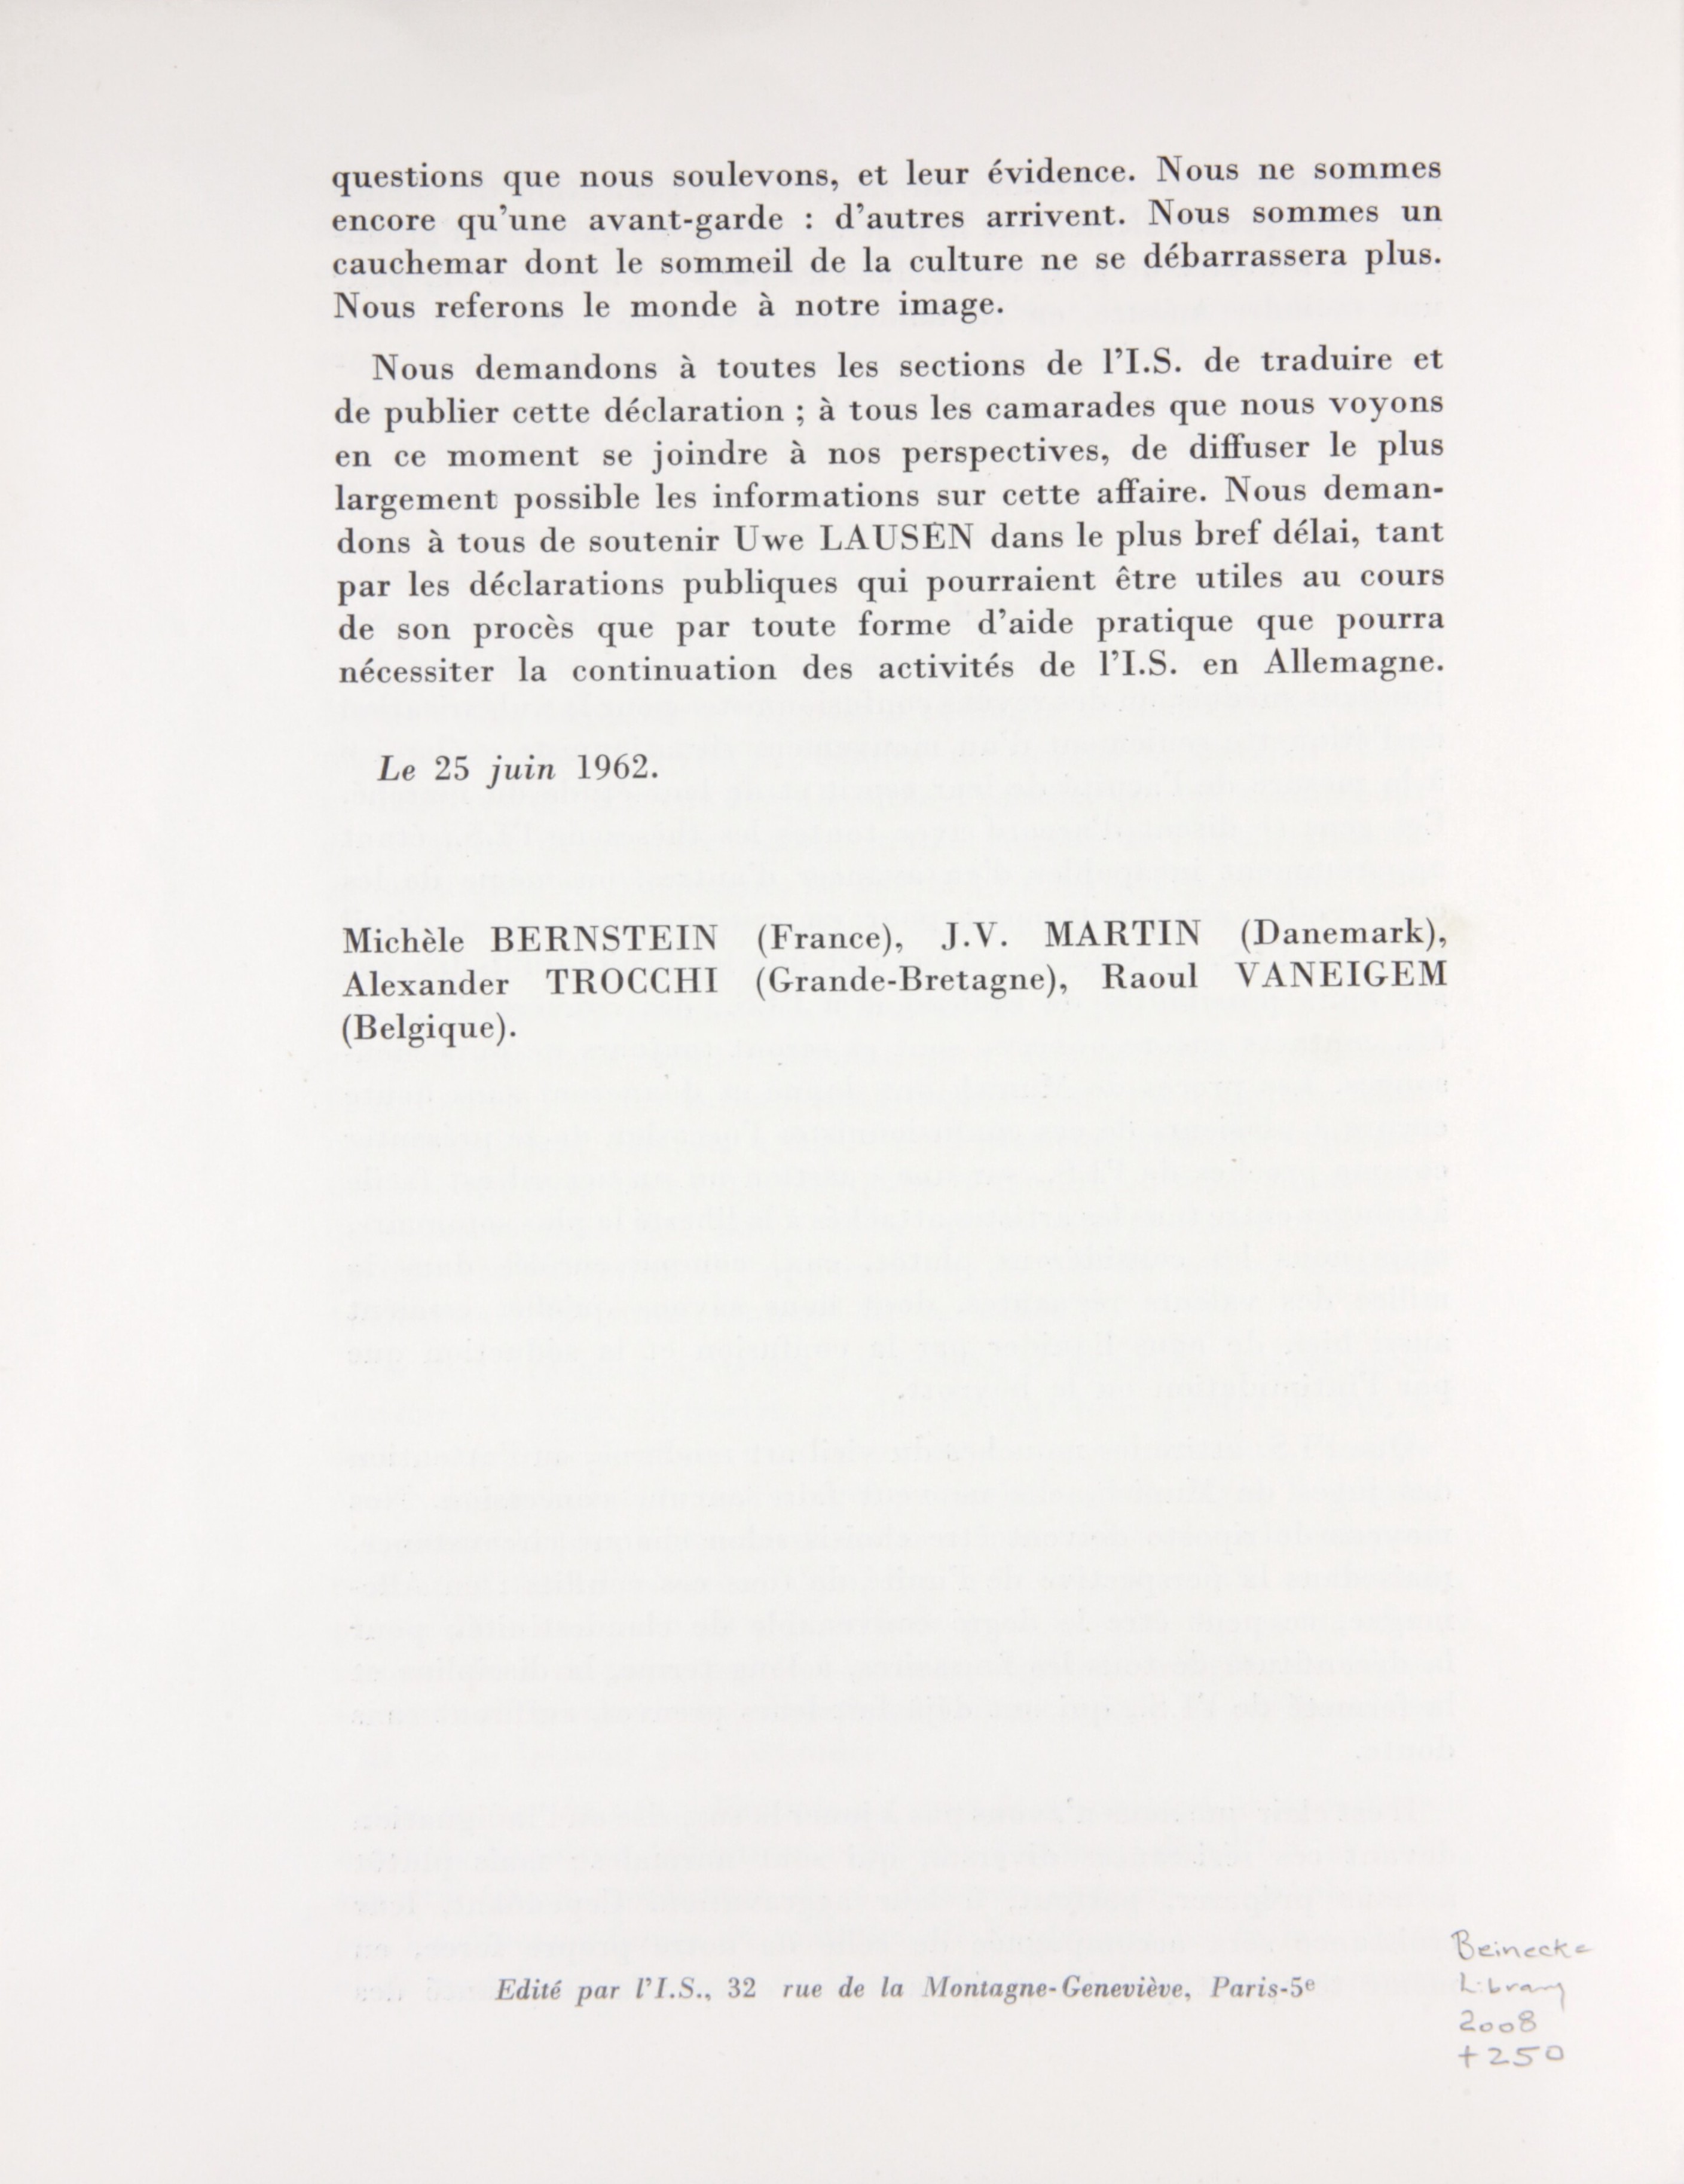 questions que nous soulevons, et leur évidence. Nous ne sommes
encore qu'une avant-garde : d'autres arrivent. Nous sommes un
cauchemar dont le sommeil de la culture ne se débarrassera plus.
Nous referons le monde à notre image.
Nous demandons à toutes les sections de l'I.S. de traduire et
de publier cette déclaration ; à tous les camarades que nous voyons
en ce moment se joindre à nos perspectives, de diffuser le plus
largement possible les informations sur cette affaire. Nous deman-
dons à tous de soutenir Uwe LAUSEN dans le plus bref délai, tant
par les déclarations publiques qui pourraient être utiles au cours
de son procès que par toute forme d'aide pratique que pourra
nécessiter la continuation des activités de l'I.S. en Allemagne.
Le 25 juin 1962.
Michèle BERNSTEIN (France), J.V. MARTIN (Danemark),
Alexander TROCCHI (Grande-Bretagne), Raoul VANEIGEM
(Belgique).
Edité par l'I.S., 32 rue de la Montagne-Geneviève, Paris-5e
Beinecke
Library
2008
+250